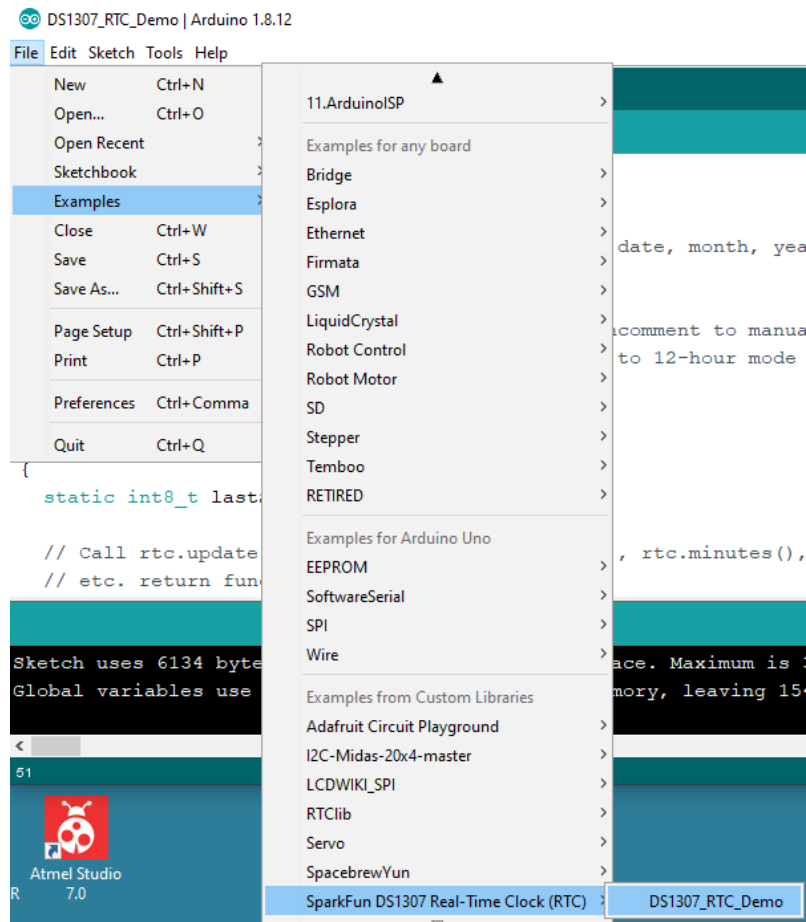 DS1307_RTC_Demo | Arduino 1.8.12
File Edit Sketch Tools Help
New Ctrl+N
Open... Ctrl+O
Open Recent
Sketchbook
Examples
Close Ctrl+W
Save Ctrl+S
Save As... Ctrl+Shift+S
Page Setup Ctrl+Shift+P
Print Ctrl+P
Preferences Ctrl+Comma
Quit Ctrl+Q
11.ArduinoISP
Examples for any board
Bridge
Esplora
Ethernet
Firmata
GSM
LiquidCrystal
Robot Control
Robot Motor
SD
Stepper
Temboo
RETIRED
Examples for Arduino Uno
EEPROM
SoftwareSerial
SPI
Wire
Examples from Custom Libraries
Adafruit Circuit Playground
I2C-Midas-20x4-master
LCDWIKI_SPI
RTClib
Servo
SpacebrewYun
SparkFun DS1307 Real-Time Clock (RTC)
DS1307_RTC_Demo
date, month, yea
comment to manua
to 12-hour mode
{
static int8_t last
// Call rtc.update , rtc.minutes(),
// etc. return fun
Sketch uses 6134 byte ace. Maximum is 3
Global variables use mory, leaving 154
51
Atmel Studio
R 7.0